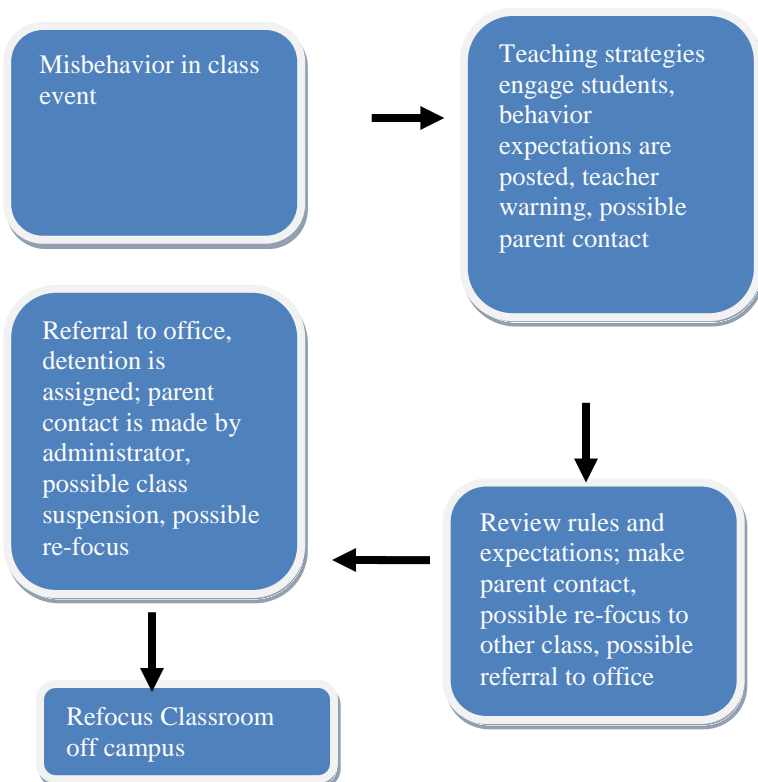 Misbehavior in class
event
Teaching strategies
engage students,
behavior
expectations are
posted, teacher
warning, possible
parent contact
Review rules and
expectations; make
parent contact,
possible re-focus to
other class, possible
referral to office
Referral to office,
detention is
assigned; parent
contact is made by
administrator,
possible class
suspension, possible
re-focus
Refocus Classroom
off campus